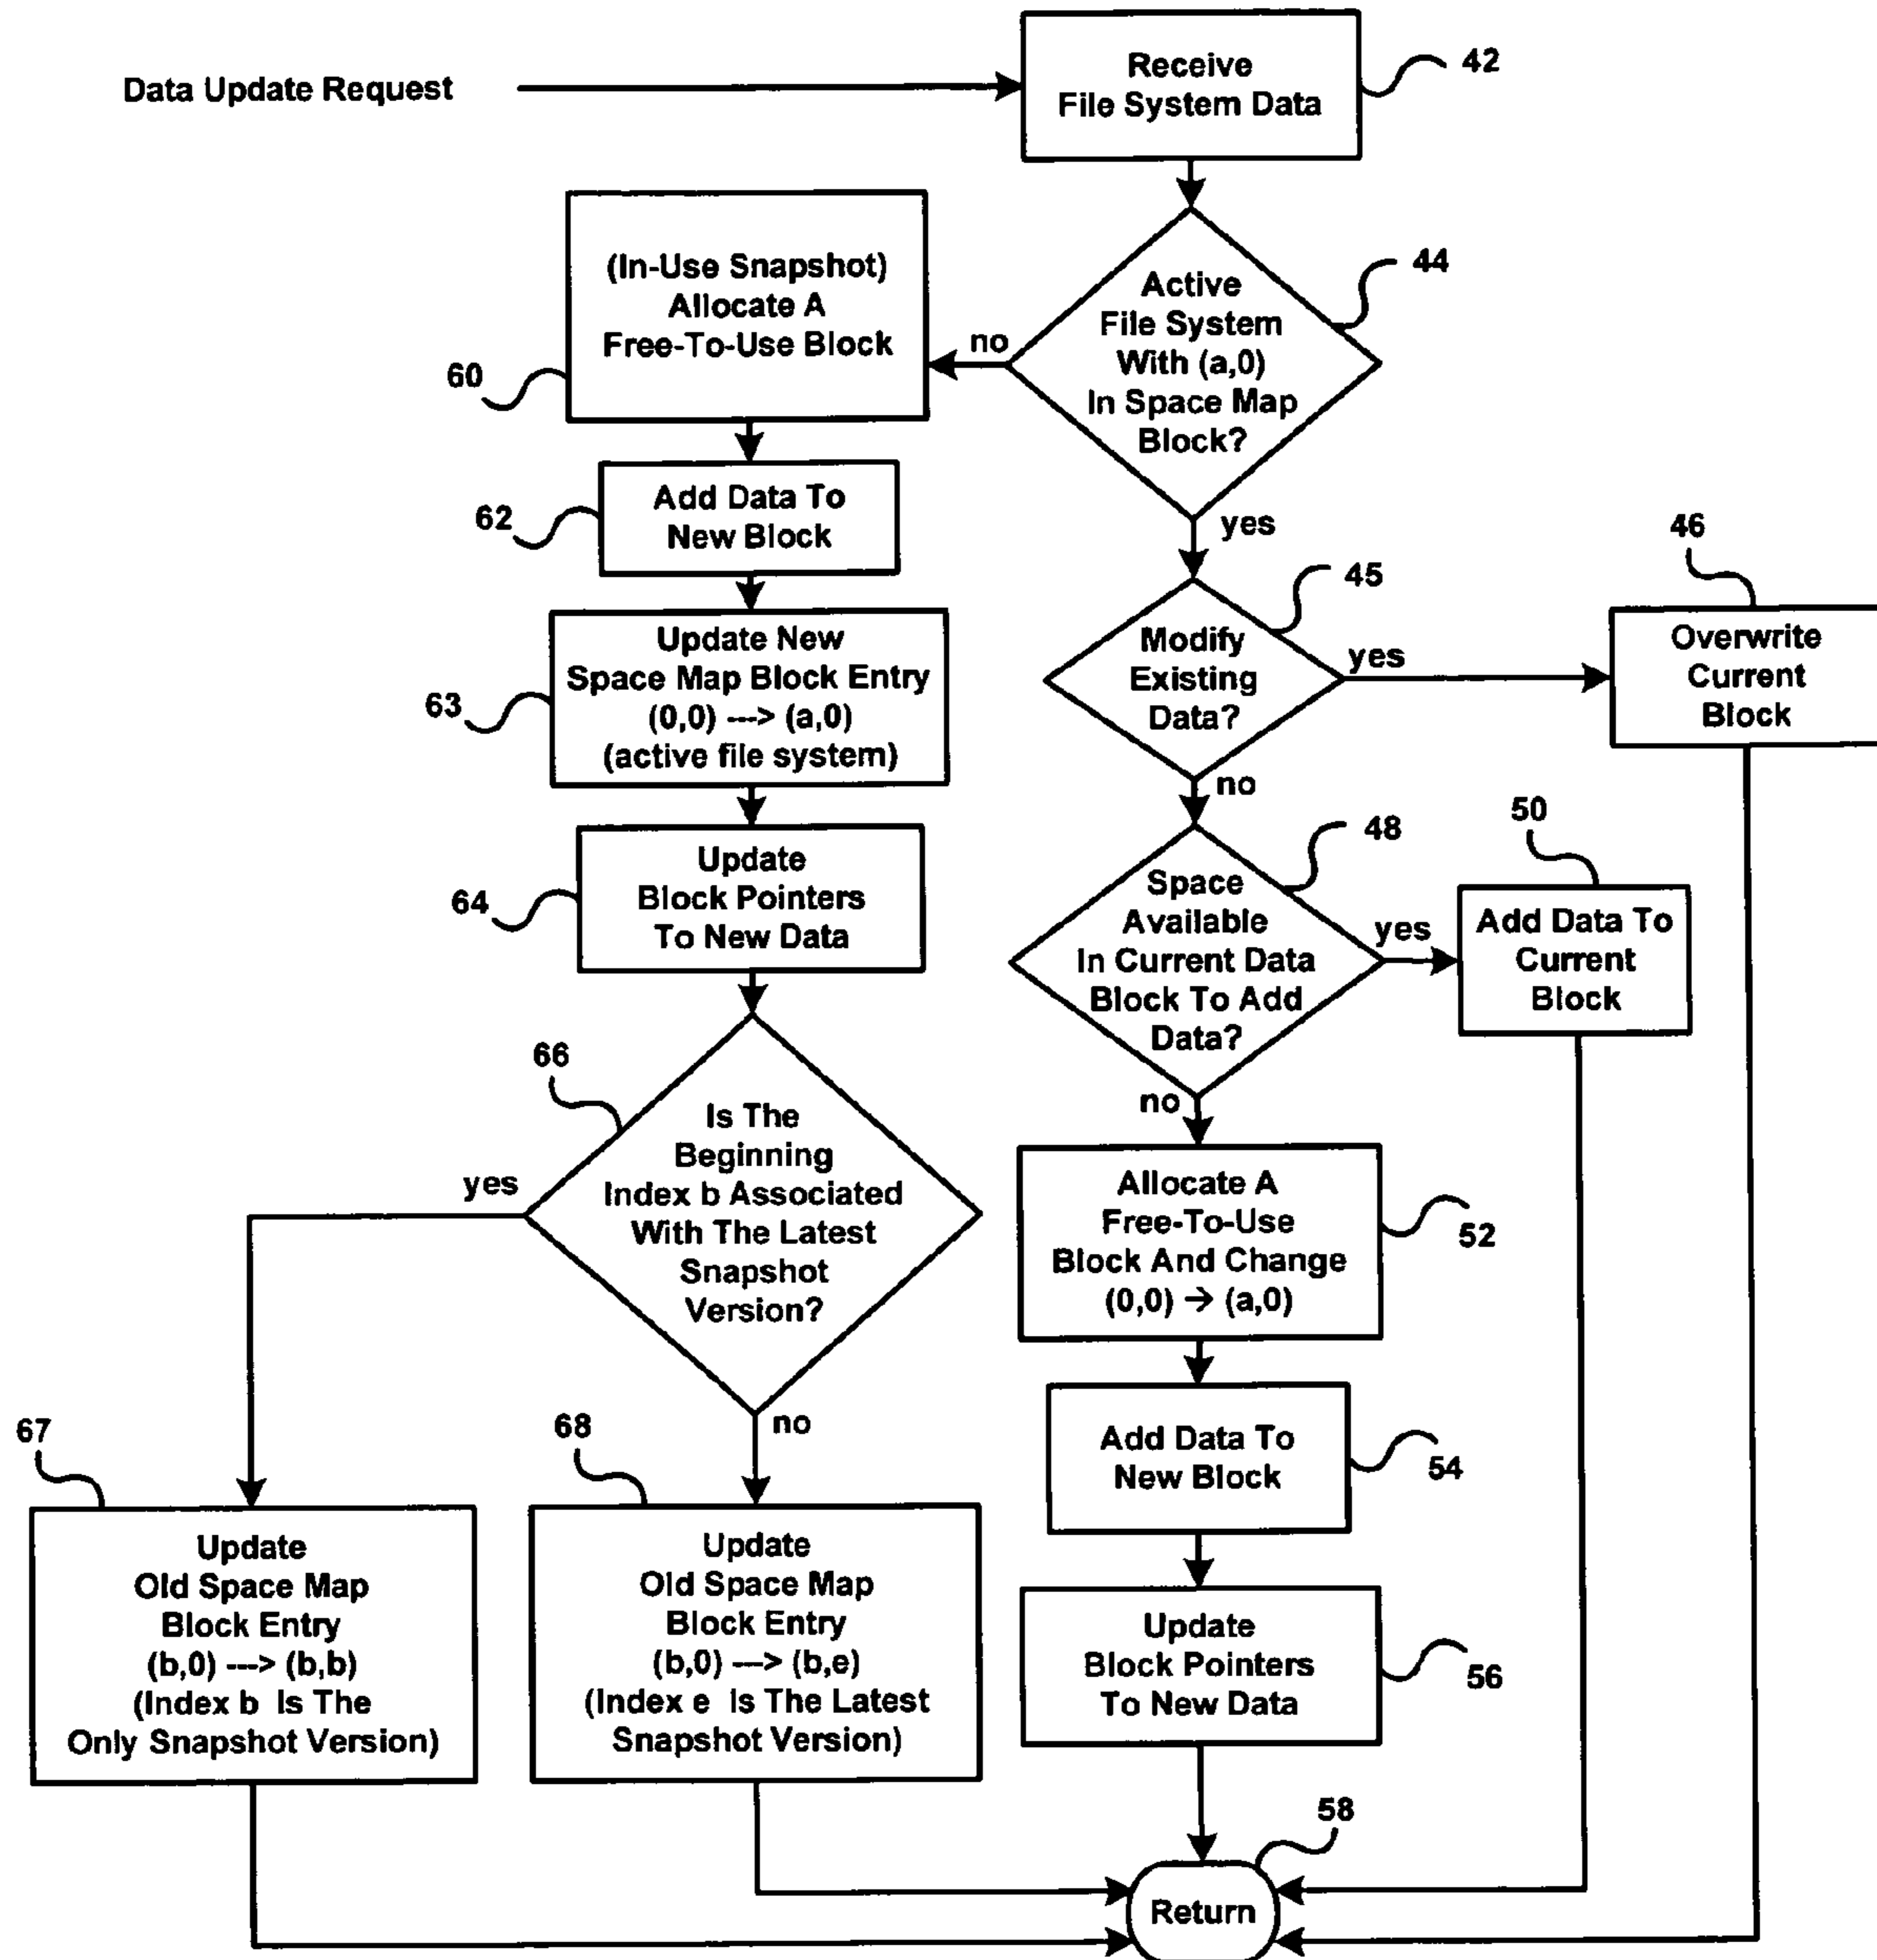 Data Update Request
Receive
File System Data
42
Active
File System
With (a,0)
In Space Map
Block?
44
no
yes
(In-Use Snapshot)
Allocate A
Free-To-Use Block
60
Add Data To
New Block
62
Update New
Space Map Block Entry
(0,0) ---> (a,0)
(active file system)
63
Update
Block Pointers
To New Data
64
Is The
Beginning
Index b Associated
With The Latest
Snapshot
Version?
66
yes
no
67
Update
Old Space Map
Block Entry
(b,0) ---> (b,b)
(Index b Is The
Only Snapshot Version)
68
Update
Old Space Map
Block Entry
(b,0) ---> (b,e)
(Index e Is The Latest
Snapshot Version)
Modify
Existing
Data?
45
yes
no
46
Overwrite
Current
Block
Space
Available
In Current Data
Block To Add
Data?
48
yes
no
50
Add Data To
Current
Block
Allocate A
Free-To-Use
Block And Change
(0,0) → (a,0)
52
Add Data To
New Block
54
Update
Block Pointers
To New Data
56
58
Return